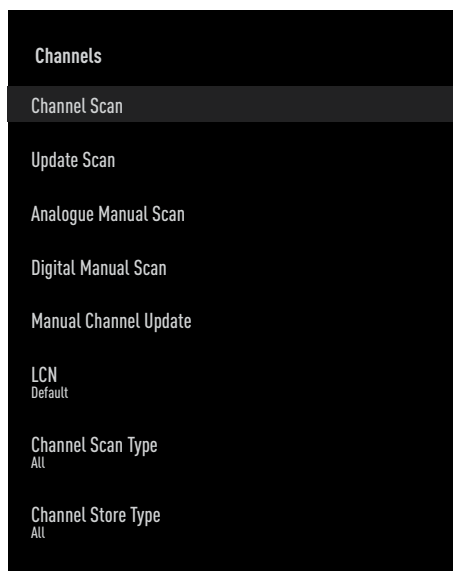 Channels
Channel Scan
Update Scan
Analogue Manual Scan
Digital Manual Scan
Manual Channel Update
LCN
Default
Channel Scan Type
All
Channel Store Type
All